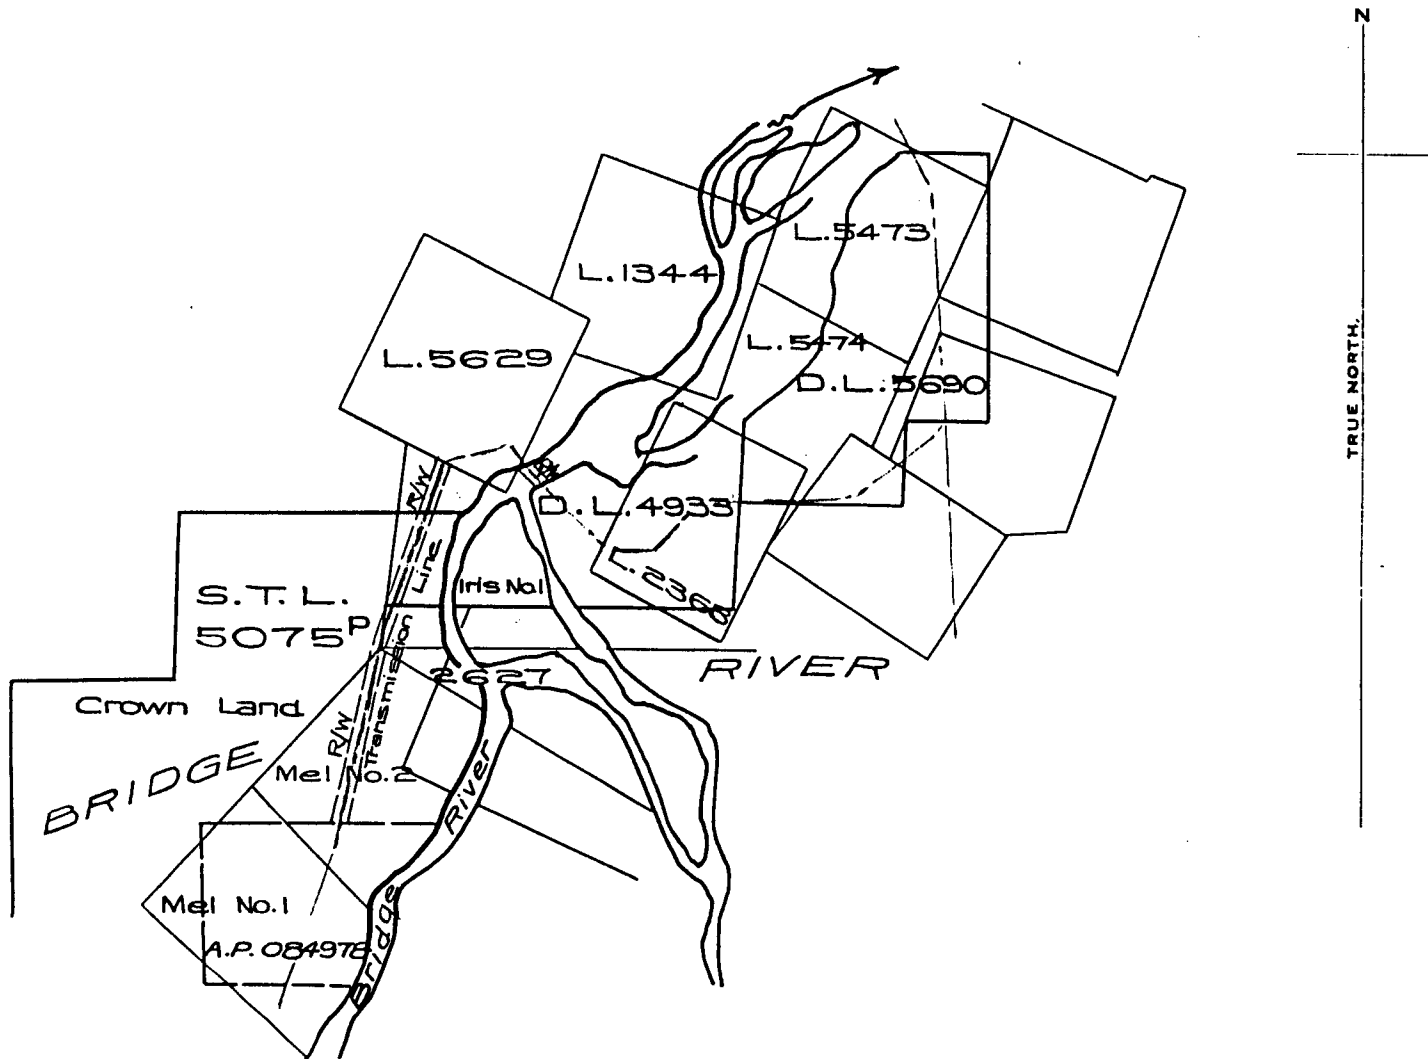 N
TRUE NORTH.
L.5473
L.1344
L.5474
L.5629
D.L.5690
R/W
D.L.4933
Line
Iris No.1
L.2368
S.T.L.
5075P
Transmission
RIVER
2627
Crown Land
R/W
BRIDGE
Mel No.2
River
Mel No.1
Bridge
A.P. 084978